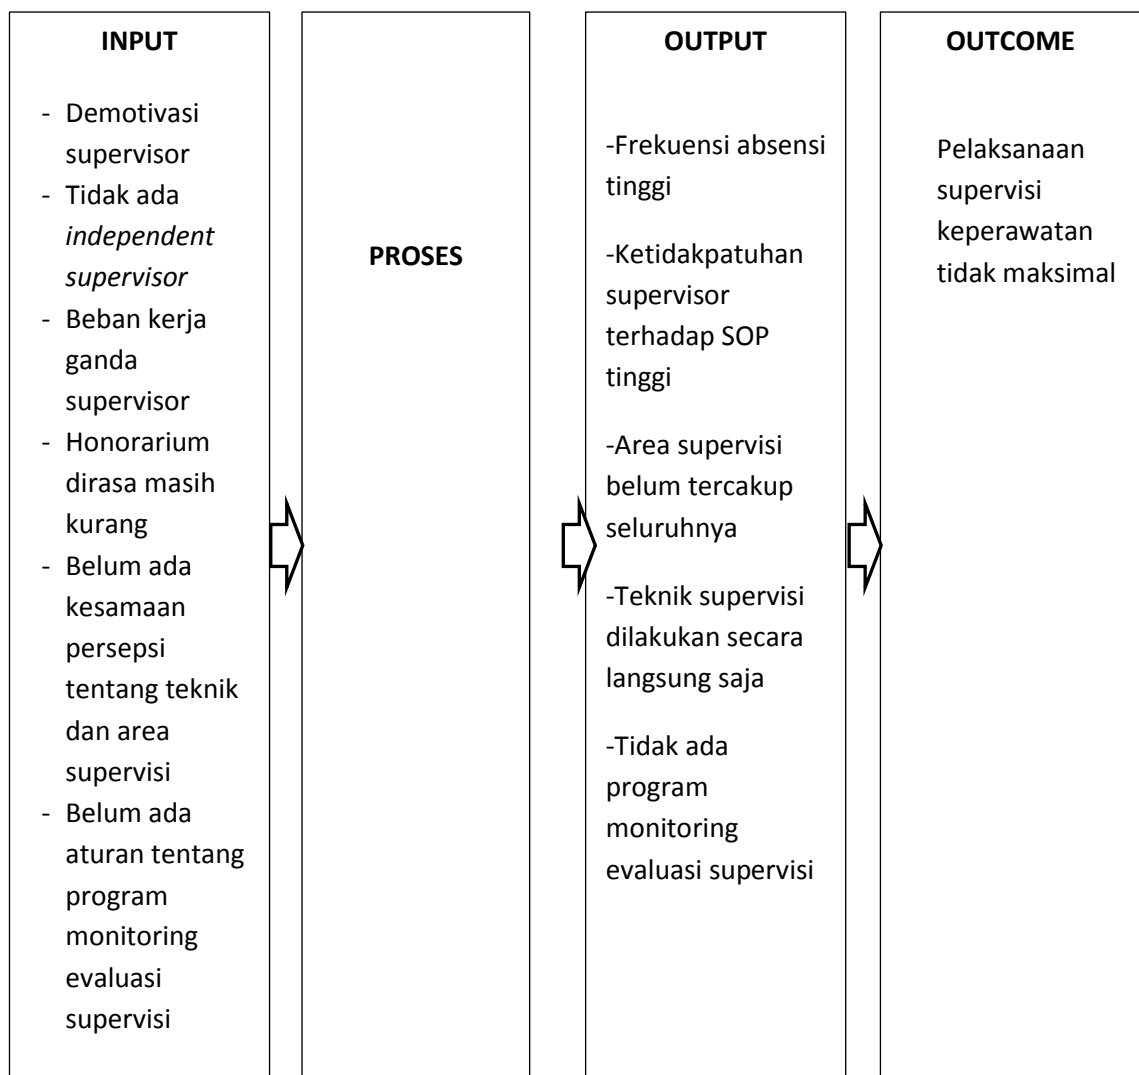 INPUT
- Demotivasi
supervisor
- Tidak ada
independent
supervisor
- Beban kerja
ganda
supervisor
- Honorarium
dirasa masih
kurang
- Belum ada
kesamaan
persepsi
tentang teknik
dan area
supervisi
- Belum ada
aturan tentang
program
monitoring
evaluasi
supervisi
PROSES
OUTPUT
-Frekuensi absensi
tinggi
-Ketidakpatuhan
supervisor
terhadap SOP
tinggi
-Area supervisi
belum tercakup
seluruhnya
-Teknik supervisi
dilakukan secara
langsung saja
-Tidak ada
program
monitoring
evaluasi supervisi
OUTCOME
Pelaksanaan
supervisi
keperawatan
tidak maksimal